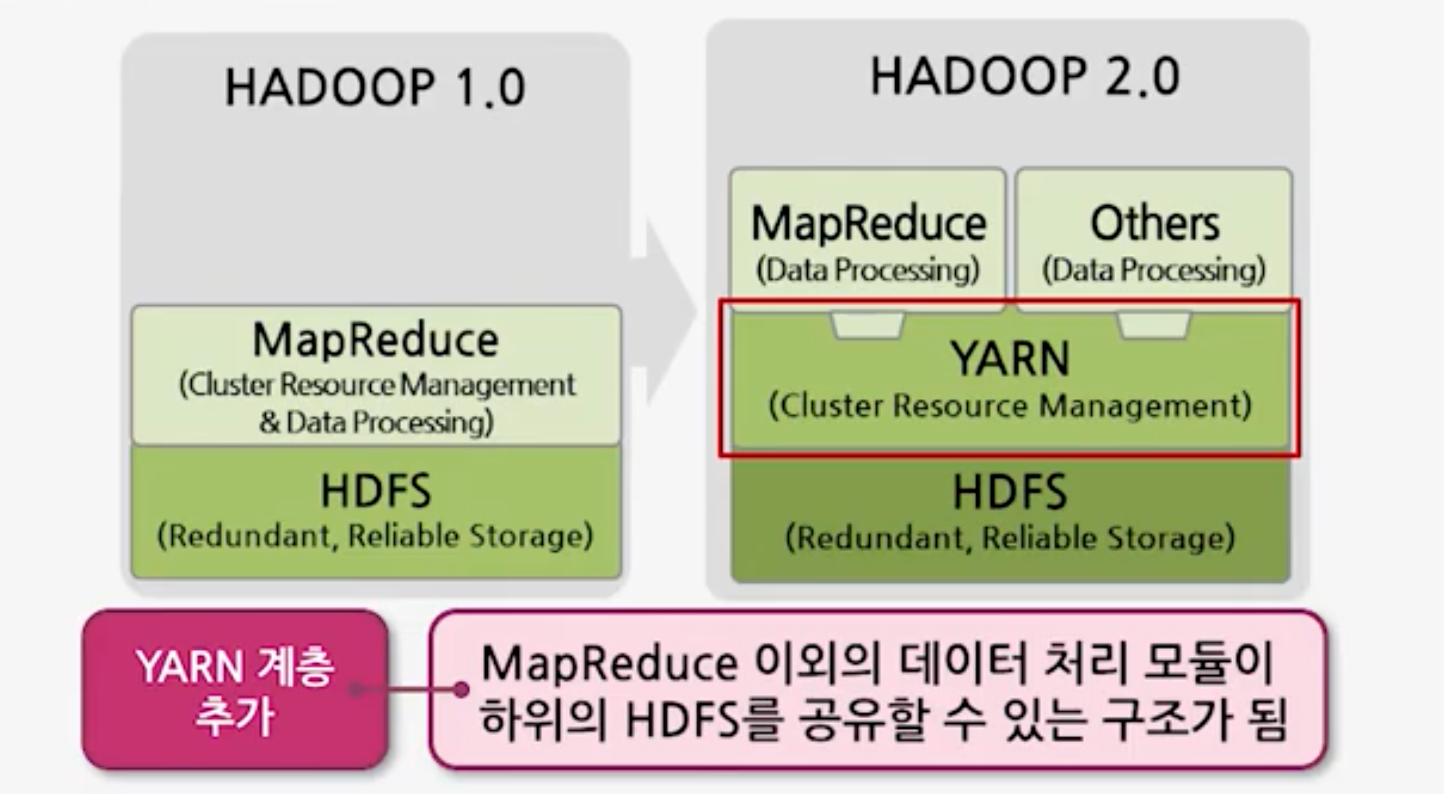 HADOOP 1.0
MapReduce
(Cluster Resource Management
& Data Processing)
HDFS
(Redundant, Reliable Storage)
HADOOP 2.0
MapReduce
(Data Processing)
Others
(Data Processing)
YARN
(Cluster Resource Management)
HDFS
(Redundant, Reliable Storage)
YARN 계층
추가
MapReduce 이외의 데이터 처리 모듈이
하위의 HDFS를 공유할 수 있는 구조가 됨